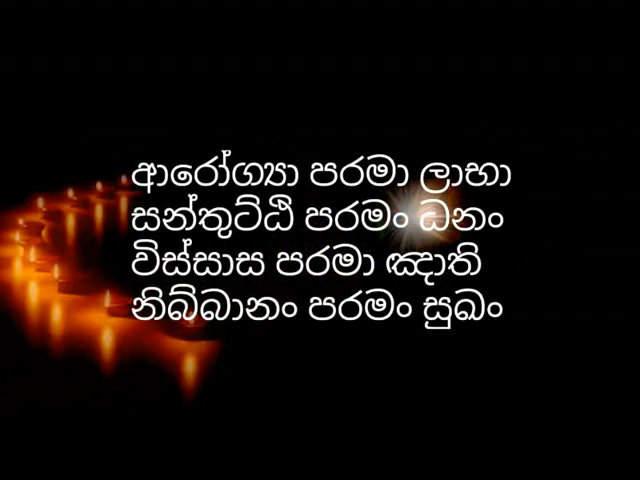 ආරෝග්‍යා පරමා ලාභා
සන්තුට්ඨි පරමං ධනං
විස්සාස පරමා ඤාති
නිබ්බානං පරමං සුඛං